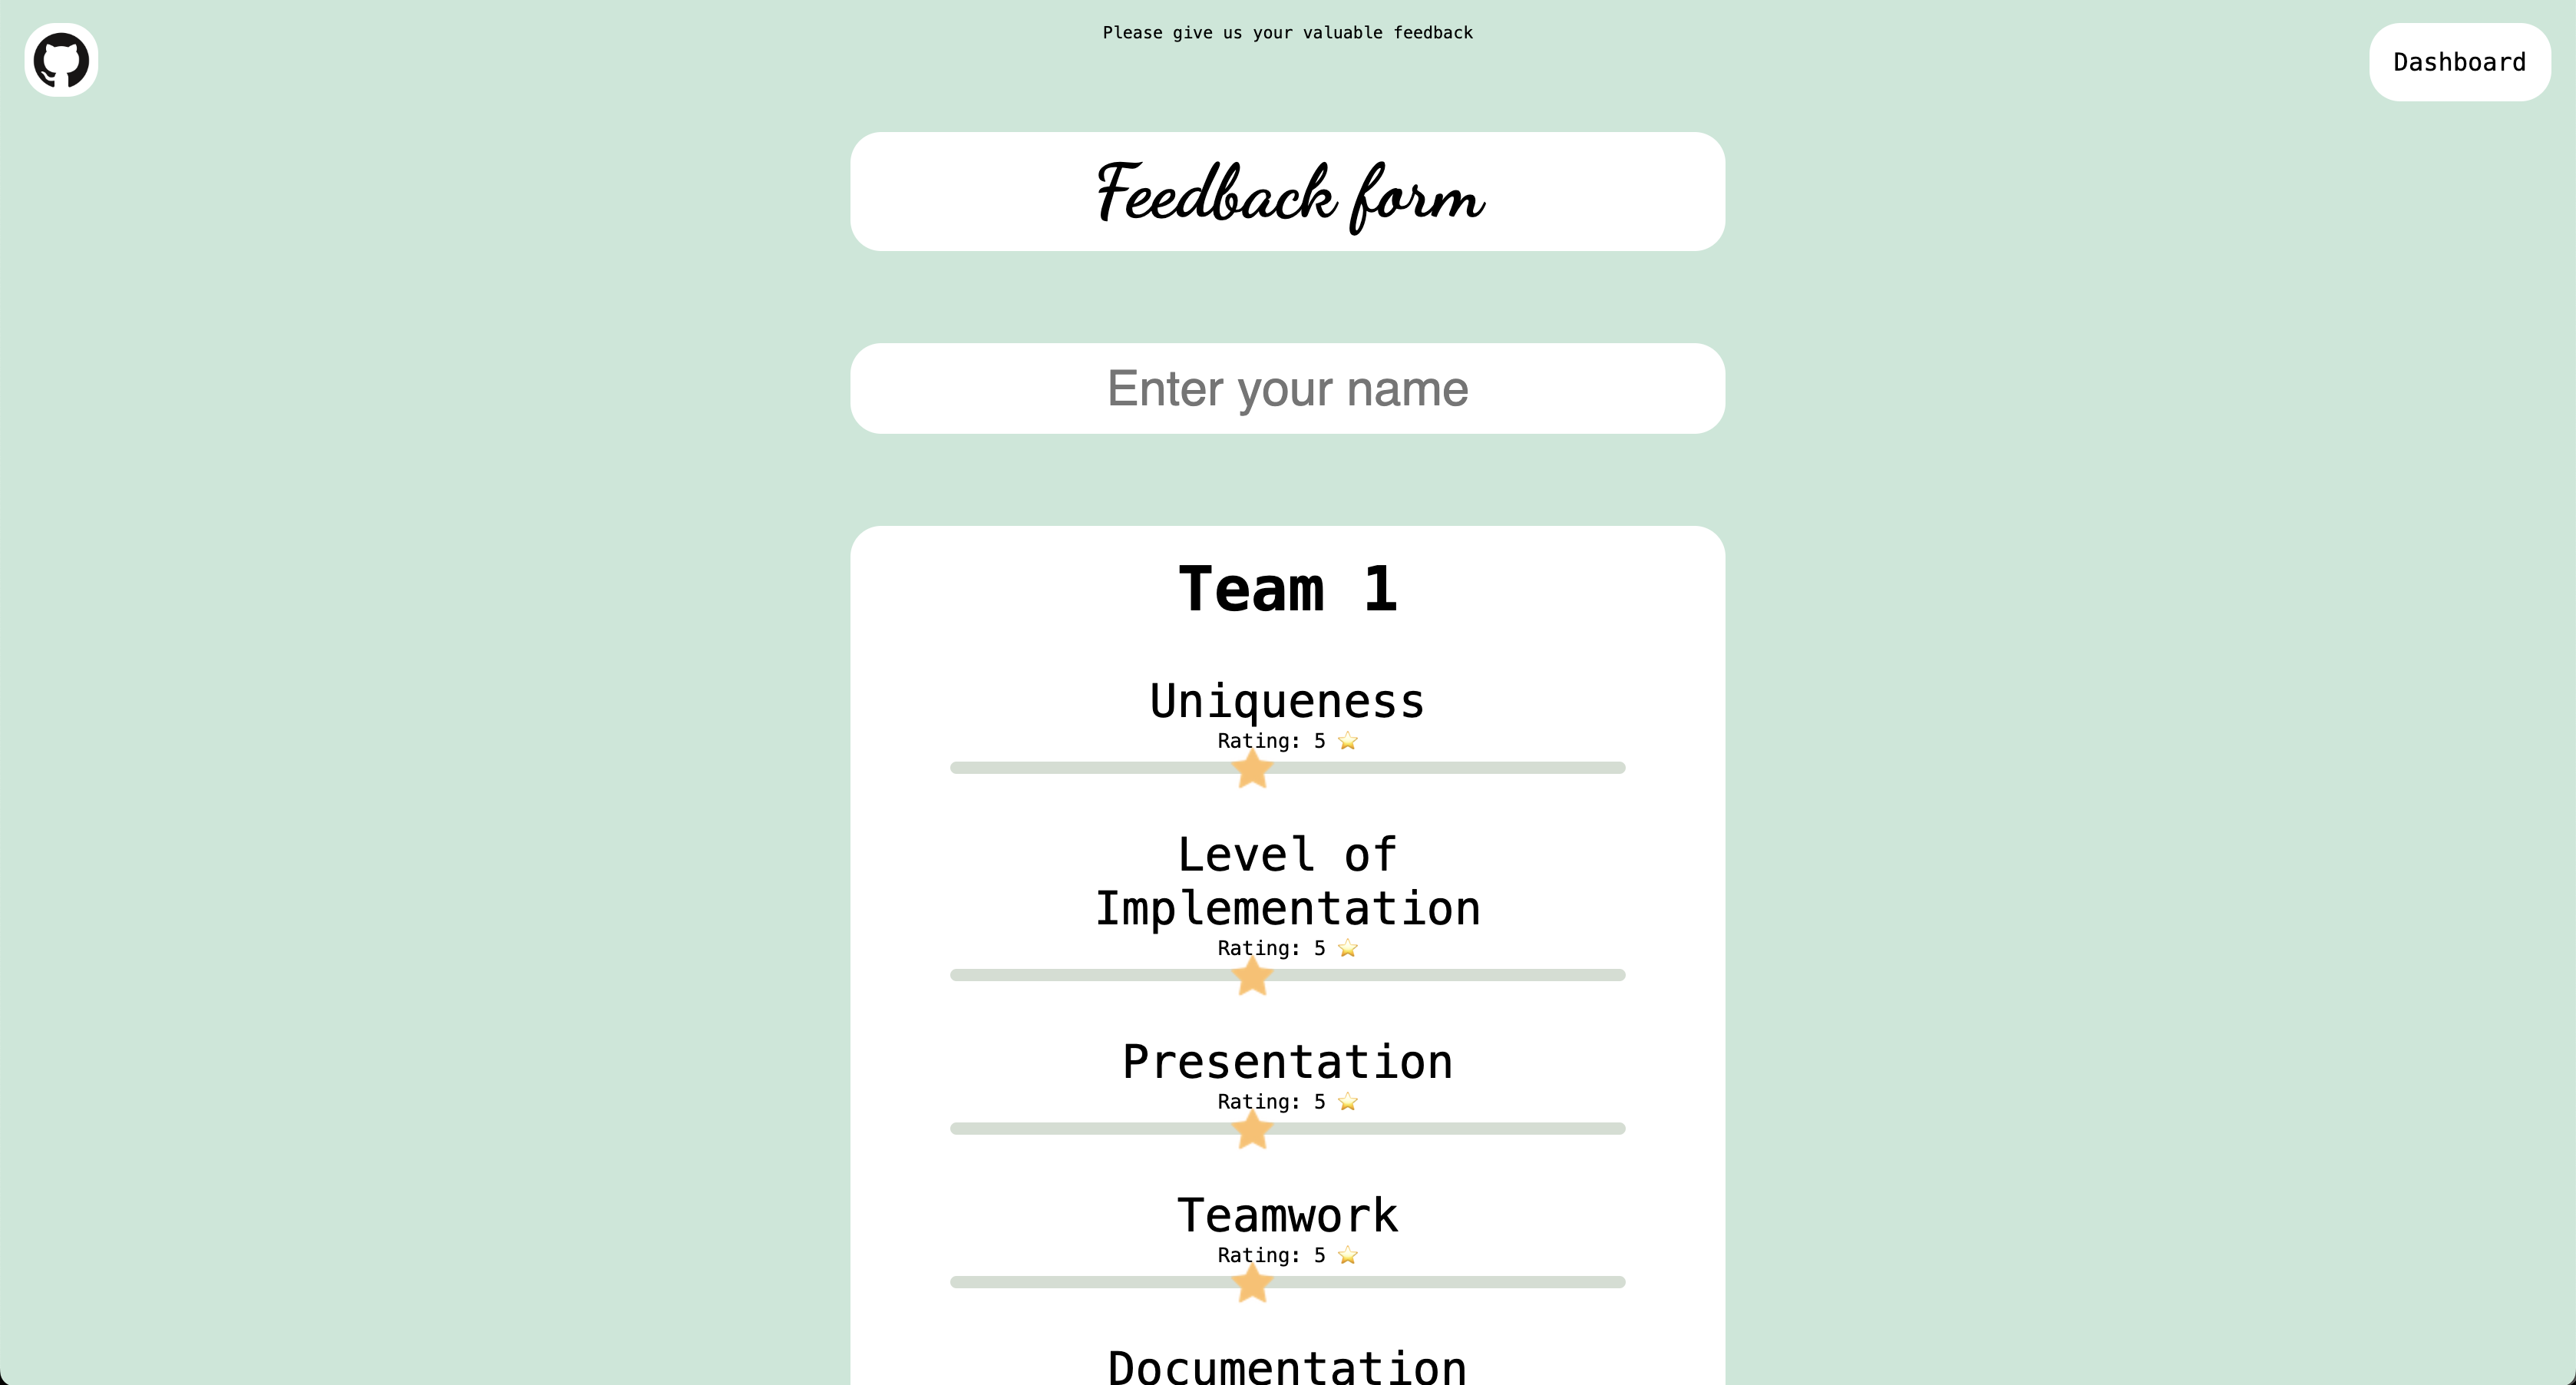 Please give us your valuable feedback
Dashboard
Feedback form
Enter your name
Team 1
Uniqueness
Rating: 5 ⭐
Level of
Implementation
Rating: 5 ⭐
Presentation
Rating: 5 ⭐
Teamwork
Rating: 5 ⭐
Documentation